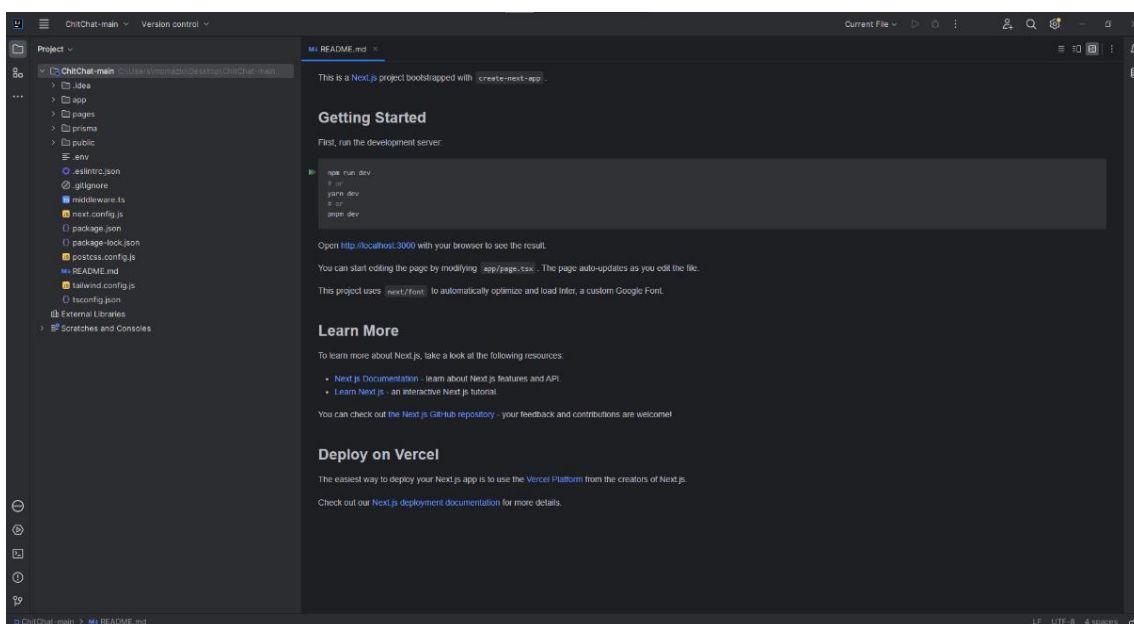 ChitChat-main Version control Current File
Project
README.md
ChitChat-main
.idea
app
pages
prisma
public
.env
.eslintrc.json
.gitignore
middleware.ts
next.config.js
package.json
package-lock.json
postcss.config.js
README.md
tailwind.config.js
tsconfig.json
External Libraries
Scratches and Consoles
This is a Next.js project bootstrapped with create-next-app .
Getting Started
First, run the development server:
npm run dev
# or
yarn dev
# or
pnpm dev
Open http://localhost:3000 with your browser to see the result.
You can start editing the page by modifying app/page.tsx . The page auto-updates as you edit the file.
This project uses next/font to automatically optimize and load Inter, a custom Google Font.
Learn More
To learn more about Next.js, take a look at the following resources:
Next.js Documentation - learn about Next.js features and API.
Learn Next.js - an interactive Next.js tutorial.
You can check out the Next.js GitHub repository - your feedback and contributions are welcome!
Deploy on Vercel
The easiest way to deploy your Next.js app is to use the Vercel Platform from the creators of Next.js.
Check out our Next.js deployment documentation for more details.
ChitChat-main > README.md LF UTF-8 4 spaces